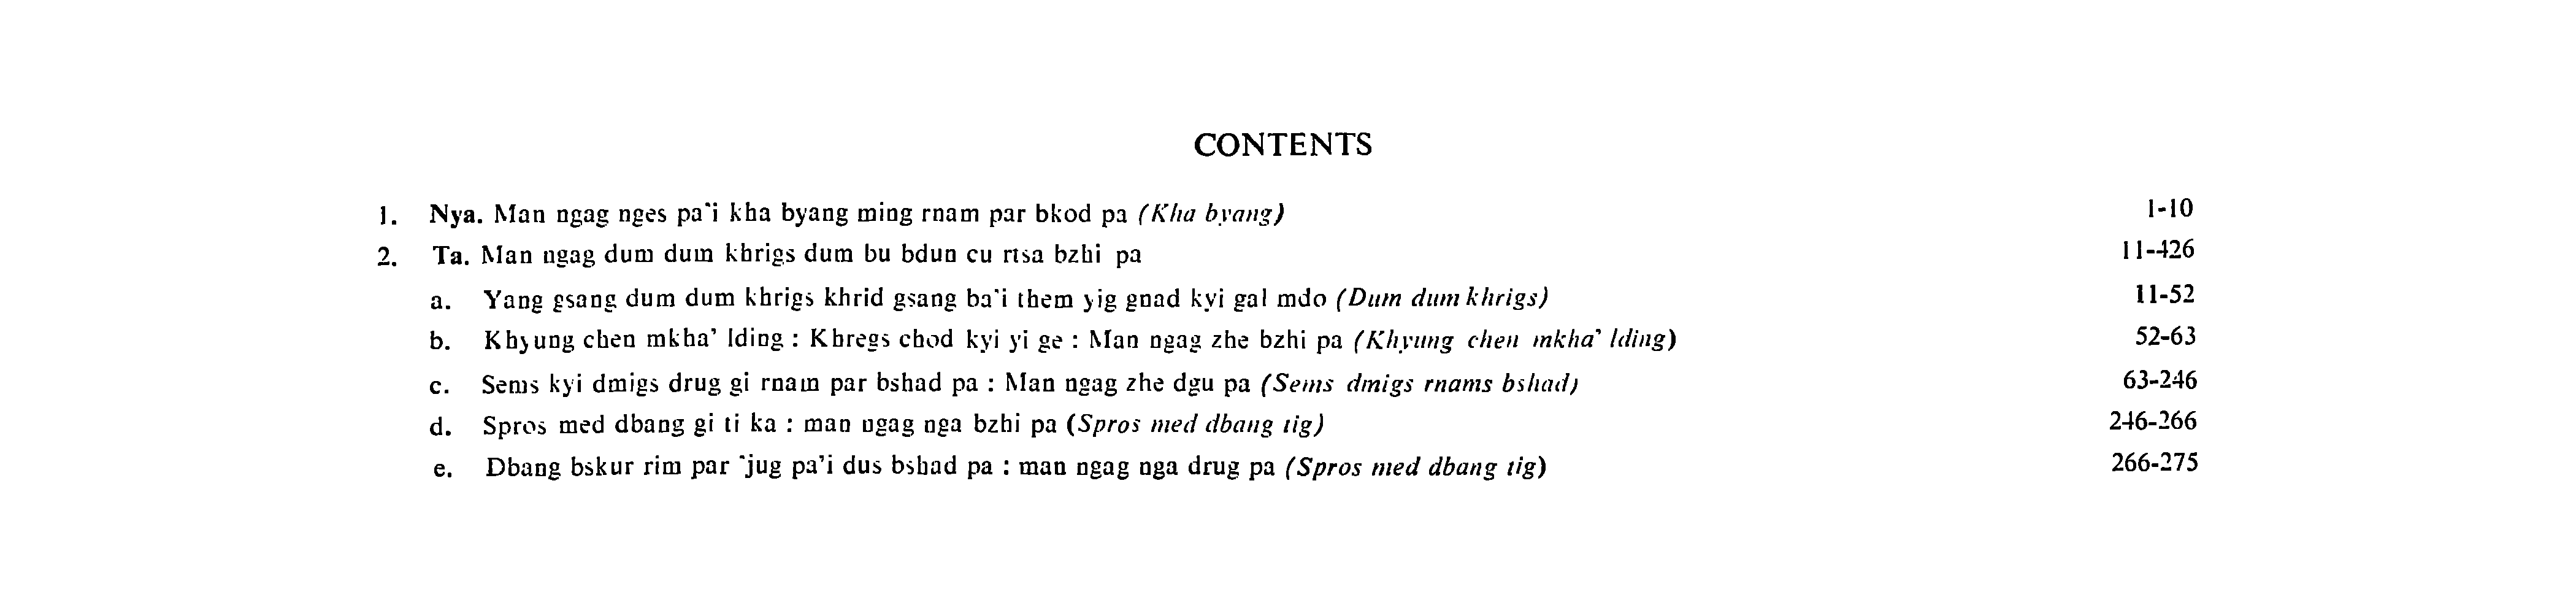 CONTENTS
1. Nya. Man ngag nges pa'i kha byang ming rnam par bkod pa (Kha byang) 1-10
2. Ta. Man ngag dum dum khrigs dum bu bdun cu rtsa bzhi pa 11-426
a. Yang gsang dum dum khrigs khrid gsang ba'i them yig gnad kyi gal mdo (Dum dum khrigs) 11-52
b. Khyung chen mkha' lding : Khregs chod kyi yi ge : Man ngag zhe bzhi pa (Khyung chen mkha' lding) 52-63
c. Sems kyi dmigs drug gi rnam par bshad pa : Man ngag zhe dgu pa (Sems dmigs rnams bshad) 63-246
d. Spros med dbang gi ti ka : man ngag nga bzhi pa (Spros med dbang tig) 246-266
e. Dbang bskur rim par 'jug pa'i dus bshad pa : man ngag nga drug pa (Spros med dbang tig) 266-275